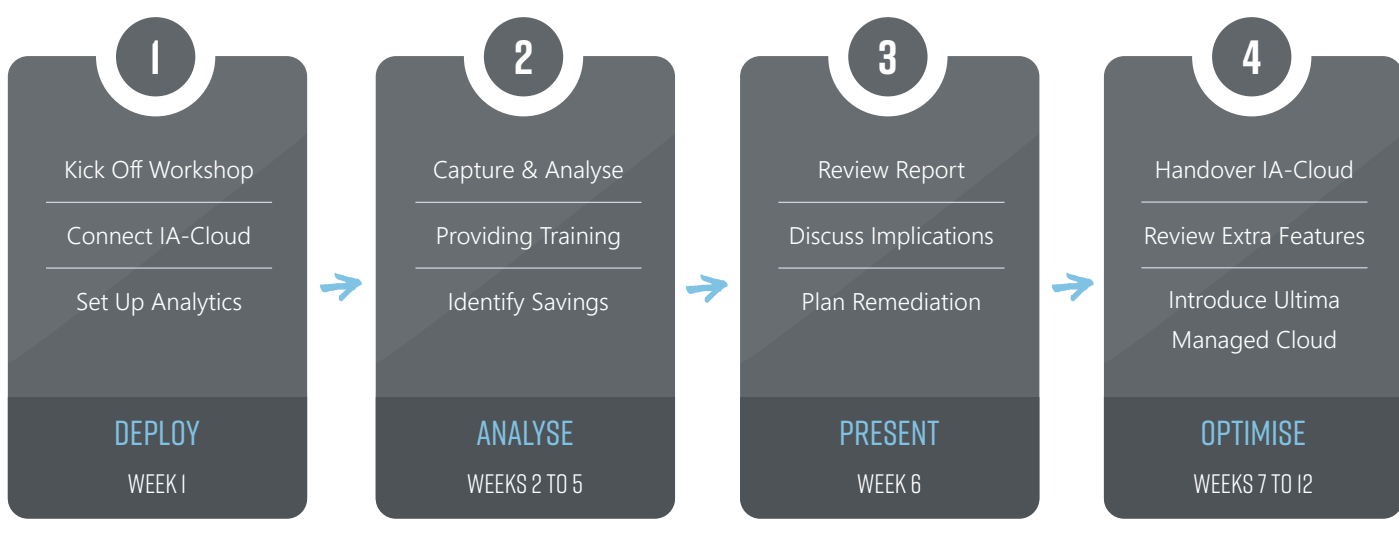 1
Kick Off Workshop
Connect IA-Cloud
Set Up Analytics
DEPLOY
WEEK 1
2
Capture & Analyse
Providing Training
Identify Savings
ANALYSE
WEEKS 2 TO 5
3
Review Report
Discuss Implications
Plan Remediation
PRESENT
WEEK 6
4
Handover IA-Cloud
Review Extra Features
Introduce Ultima
Managed Cloud
OPTIMISE
WEEKS 7 TO 12